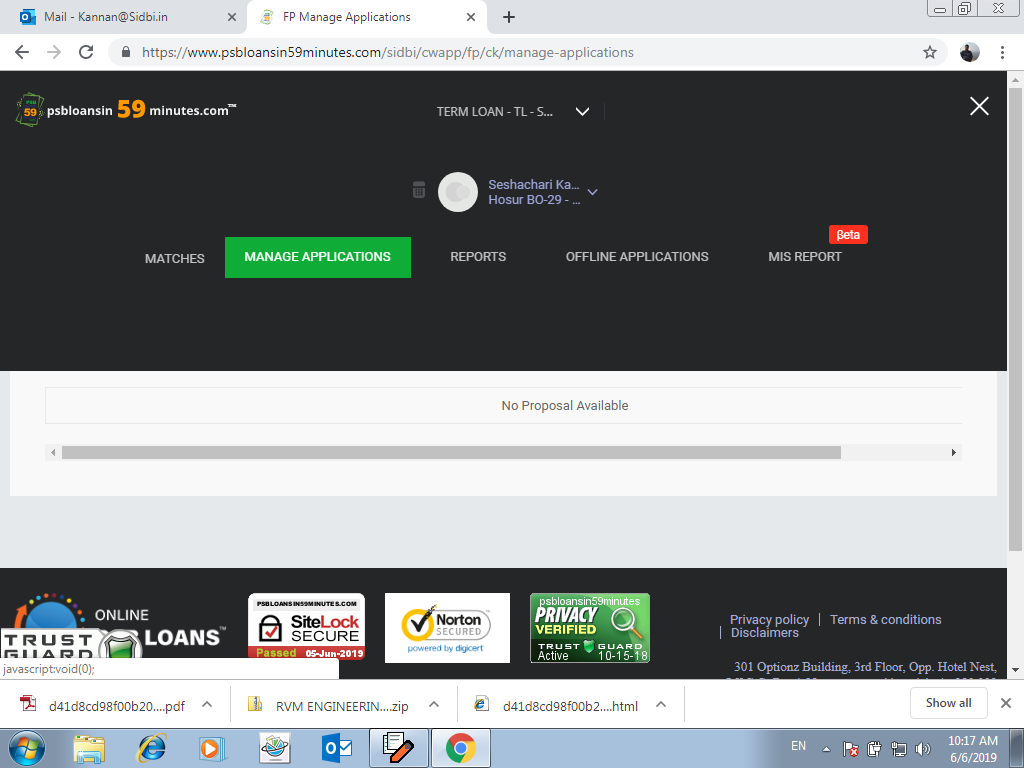 Mail - Kannan@Sidbi.in
FP Manage Applications
https://www.psbloansin59minutes.com/sidbi/cwapp/fp/ck/manage-applications
PSB
59
psbloansin 59 minutes.com™
TERM LOAN - TL - S...
Seshachari Ka...
Hosur BO-29 - ...
βeta
MATCHES
MANAGE APPLICATIONS
REPORTS
OFFLINE APPLICATIONS
MIS REPORT
No Proposal Available
ONLINE
LOANS™
TRUST
GUARD
PSBLOANSIN59MINUTES.COM
SiteLock
SECURE
Passed 05-Jun-2019
Norton
SECURED
powered by digicert
psbloansin59minutes
PRIVACY
VERIFIED
TRUST GUARD
Active 10-15-18
Privacy policy | Terms & conditions
| Disclaimers
301 Optionz Building, 3rd Floor, Opp. Hotel Nest,
javascript:void(0);
d41d8cd98f00b20....pdf
RVM ENGINEERIN....zip
d41d8cd98f00b2....html
Show all
EN
10:17 AM
6/6/2019